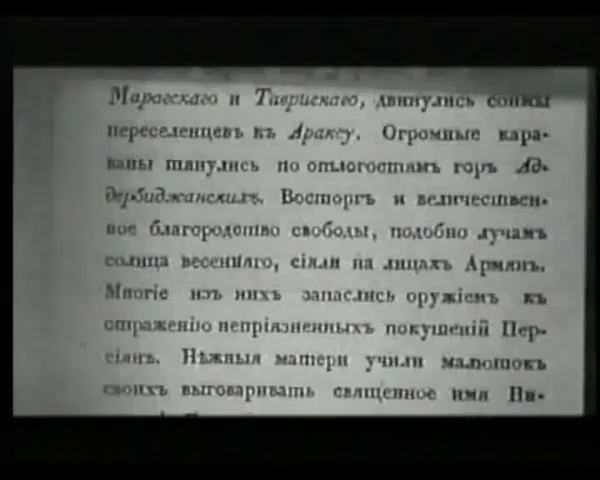 Марагскаго и Таврискаго, двинулись сонмы
переселенцевъ къ Араксу. Огромные кара-
ваны тянулись по отлогостямъ горъ Ад-
дербиджанскихъ. Восторгъ и величествен-
ное благородство свободы, подобно лучамъ
солнца весенняго, сіяли на лицахъ Армянъ.
Многіе изъ нихъ запаслись оружіемъ къ
отраженію непріязненныхъ покушеній Пер-
сіянъ. Нѣжныя матери учили малютокъ
своихъ выговаривать священное имя Ни-